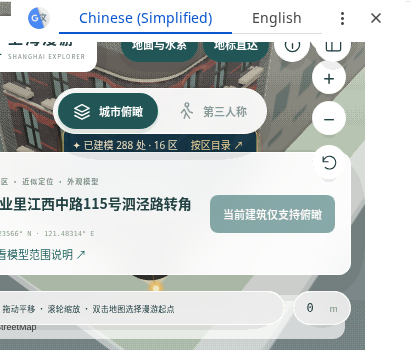 Chinese (Simplified) English
SHANGHAI EXPLORER
地面与水系 地标直达
城市俯瞰 第三人称
✦ 已建模 288 处 · 16 区 按区目录 ↗
区 · 近似定位 · 外观模型
业里江西中路115号泗泾路转角
当前建筑仅支持俯瞰
23566° N · 121.48314° E
看模型范围说明 ↗
拖动平移 · 滚轮缩放 · 双击地图选择漫游起点
0 m
StreetMap